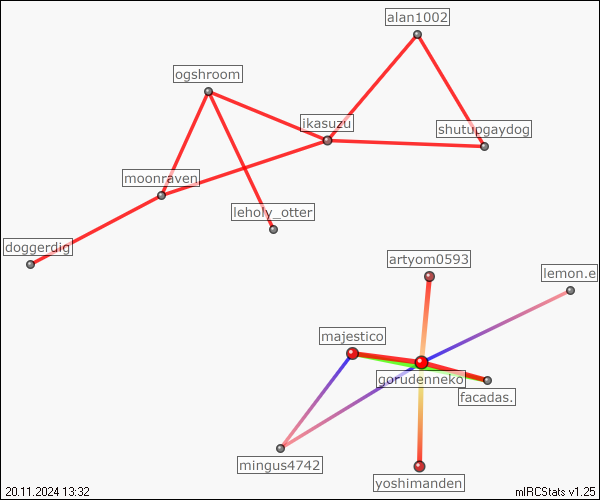 alan1002
ogshroom
ikasuzu
shutupgaydog
moonraven
leholy_otter
doggerdig
artyom0593
lemon.e
majestico
gorudenneko
facadas.
mingus4742
yoshimanden
20.11.2024 13:32
mIRCStats v1.25